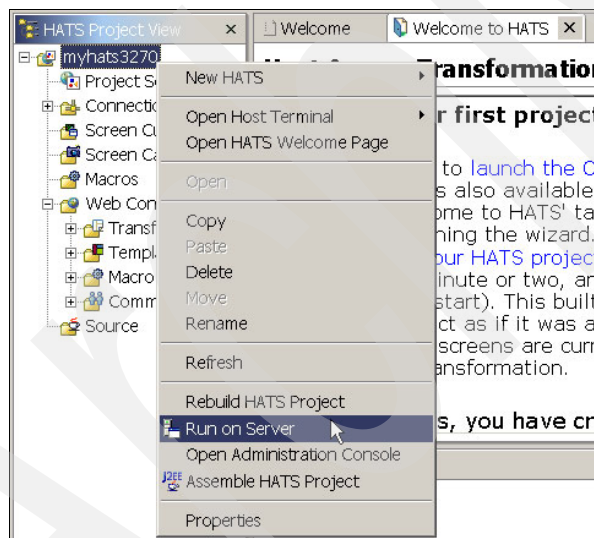 HATS Project View
Welcome
Welcome to HATS
myhats3270
Project S
Connectio
Screen Cu
Screen Ca
Macros
Web Con
Transf
Templ
Macro
Comm
Source
New HATS
Open Host Terminal
Open HATS Welcome Page
Open
Copy
Paste
Delete
Move
Rename
Refresh
Rebuild HATS Project
Run on Server
Open Administration Console
J2EE Assemble HATS Project
Properties
Transformatio
r first project
to launch the C
s also available
ome to HATS' ta
ning the wizard.
our HATS projec
inute or two, an
start). This built
ct as if it was a
screens are curr
ansformation.
s, you have cr